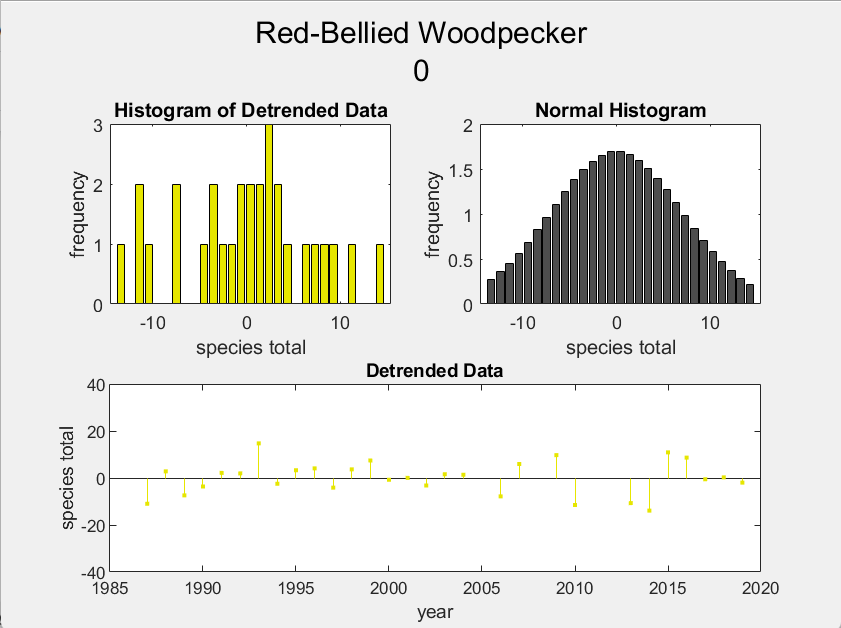 Red-Bellied Woodpecker
0
Histogram of Detrended Data
3
2
1
0
frequency
-10 0 10
species total
Normal Histogram
2
1.5
1
0.5
0
frequency
-10 0 10
species total
Detrended Data
40
20
0
-20
-40
species total
1985 1990 1995 2000 2005 2010 2015 2020
year